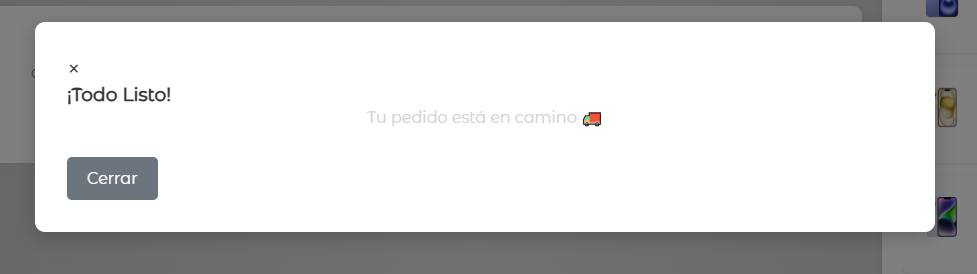 ×
¡Todo Listo!
Tu pedido está en camino 🚚
Cerrar